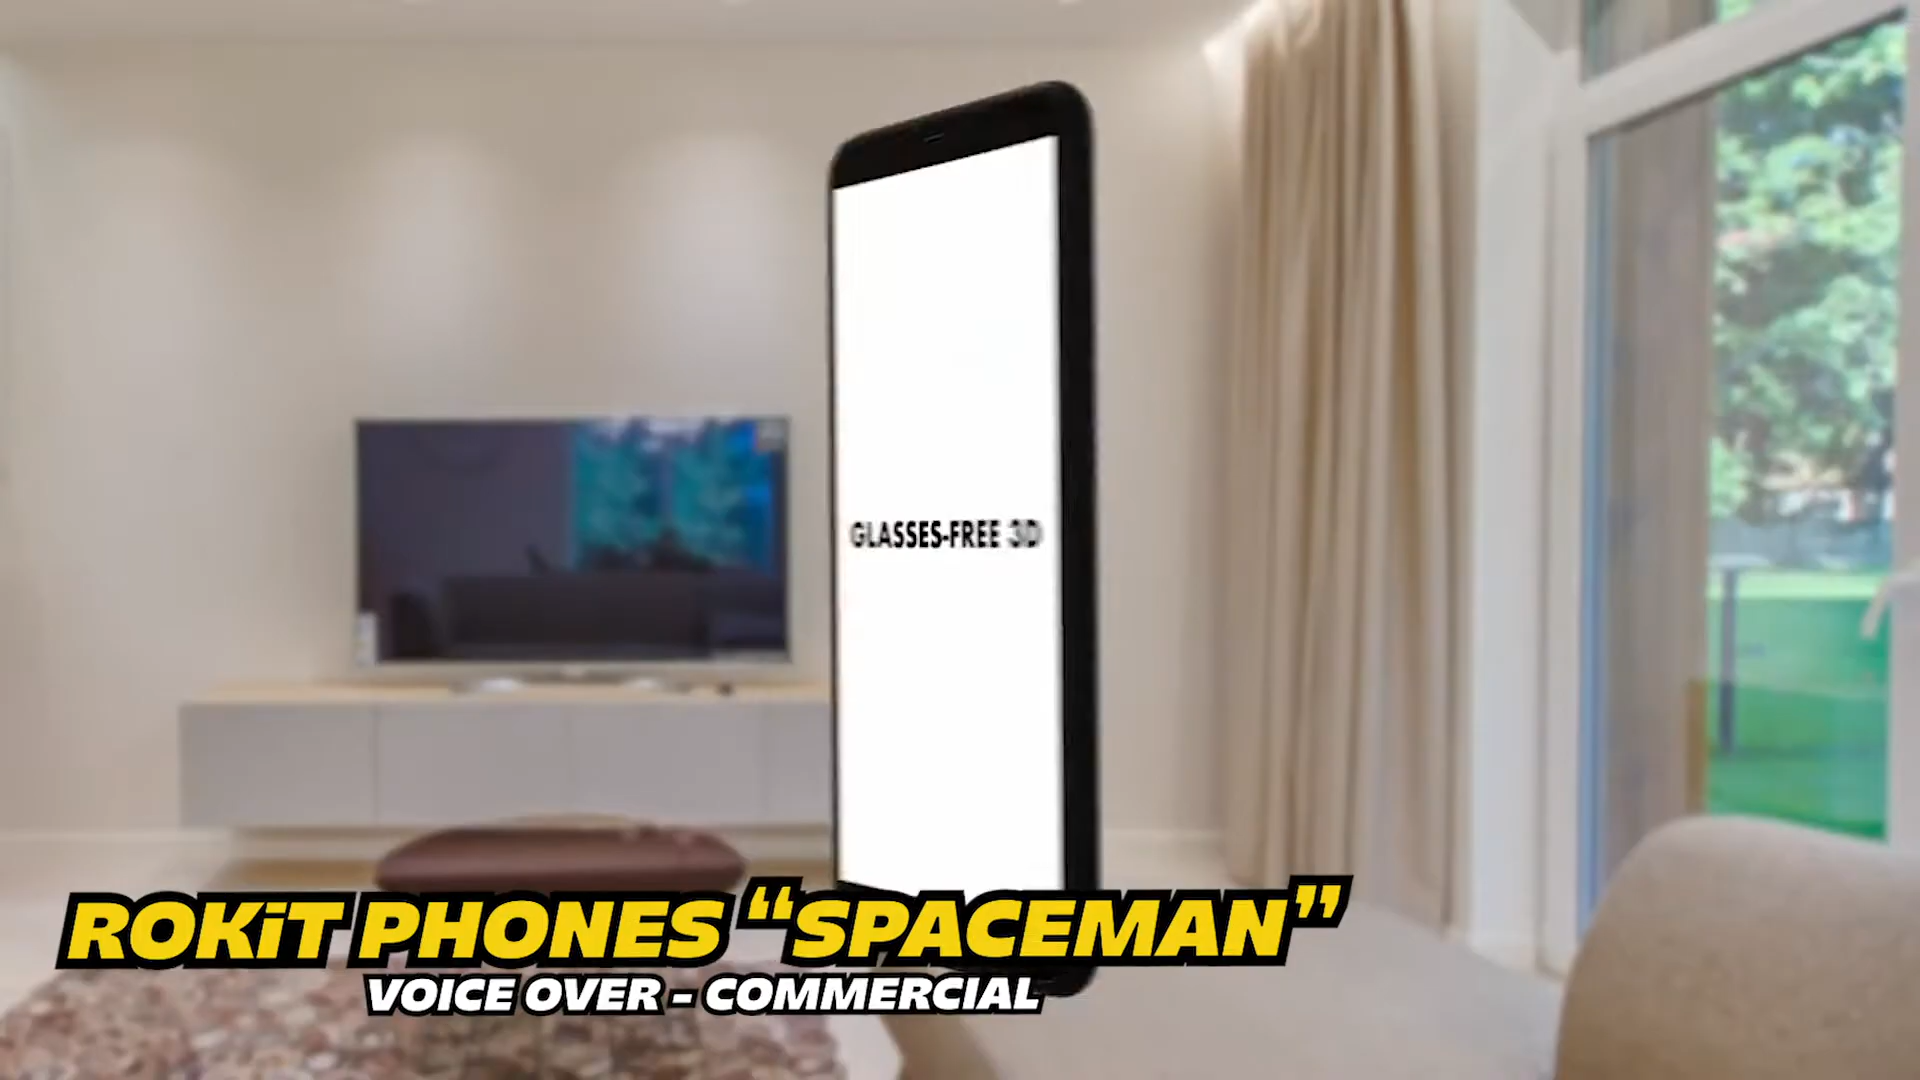 GLASSES-FREE 3D
ROKiT PHONES “SPACEMAN”
VOICE OVER - COMMERCIAL